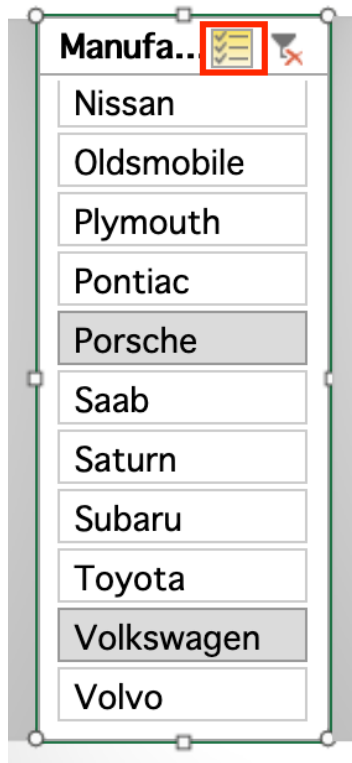 Manufa...
Nissan
Oldsmobile
Plymouth
Pontiac
Porsche
Saab
Saturn
Subaru
Toyota
Volkswagen
Volvo